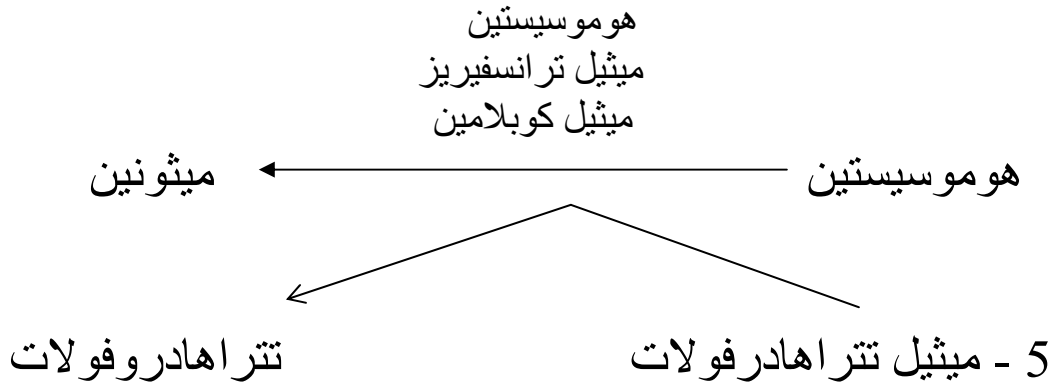 هوموسيستين
ميثيل ترانسفيريز
ميثيل كوبلامين
هوموسيستين ميثونين
5 - ميثيل تتراهادرفولات تتراهادروفولات